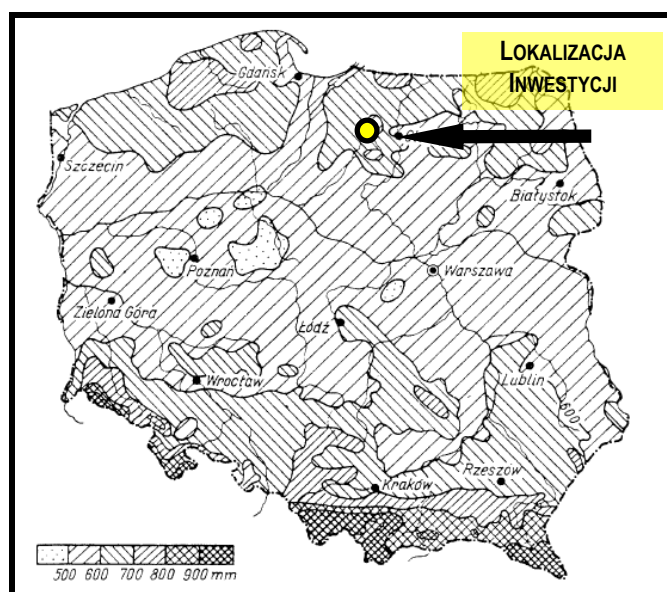 LOKALIZACJA
INWESTYCJI
Gdańsk
Szczecin
Białystok
Poznań
Warszawa
Zielona Góra
Łódź
Wrocław
Lublin
600
Rzeszów
Kraków
500 600 700 800 900 mm